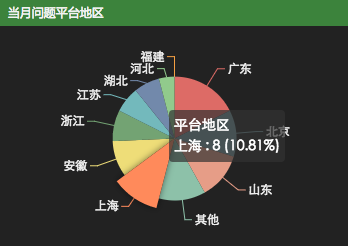 当月问题平台地区
福建
河北
广东
湖北
江苏
浙江
平台地区
北京
上海 : 8 (10.81%)
安徽
山东
上海
其他